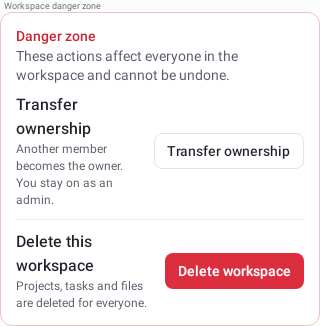 Workspace danger zone
Danger zone
These actions affect everyone in the
workspace and cannot be undone.
Transfer
ownership
Another member
becomes the owner.
You stay on as an
admin.
Transfer ownership
Delete this
workspace
Projects, tasks and files
are deleted for everyone.
Delete workspace